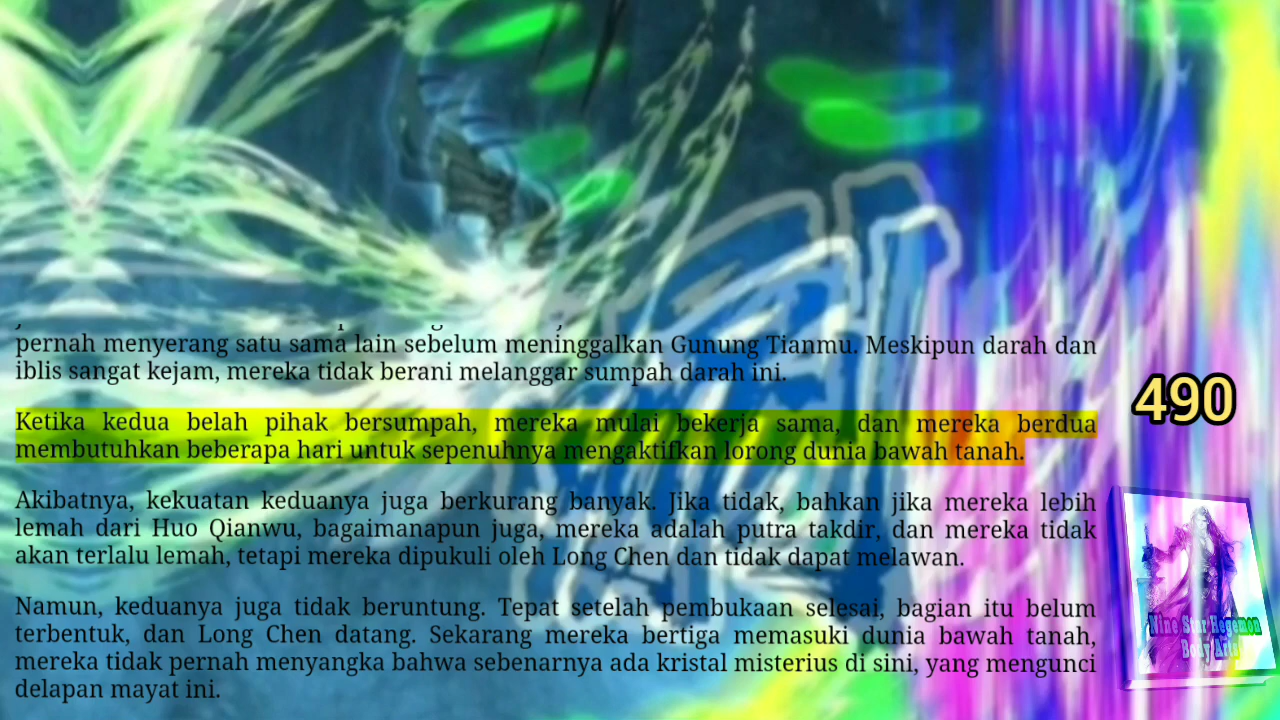 pernah menyerang satu sama lain sebelum meninggalkan Gunung Tianmu. Meskipun darah dan
iblis sangat kejam, mereka tidak berani melanggar sumpah darah ini.
Ketika kedua belah pihak bersumpah, mereka mulai bekerja sama, dan mereka berdua
membutuhkan beberapa hari untuk sepenuhnya mengaktifkan lorong dunia bawah tanah.
Akibatnya, kekuatan keduanya juga berkurang banyak. Jika tidak, bahkan jika mereka lebih
lemah dari Huo Qianwu, bagaimanapun juga, mereka adalah putra takdir, dan mereka tidak
akan terlalu lemah, tetapi mereka dipukuli oleh Long Chen dan tidak dapat melawan.
Namun, keduanya juga tidak beruntung. Tepat setelah pembukaan selesai, bagian itu belum
terbentuk, dan Long Chen datang. Sekarang mereka bertiga memasuki dunia bawah tanah,
mereka tidak pernah menyangka bahwa sebenarnya ada kristal misterius di sini, yang mengunci
delapan mayat ini.
490
Nine Star Hegemon
Body Arts